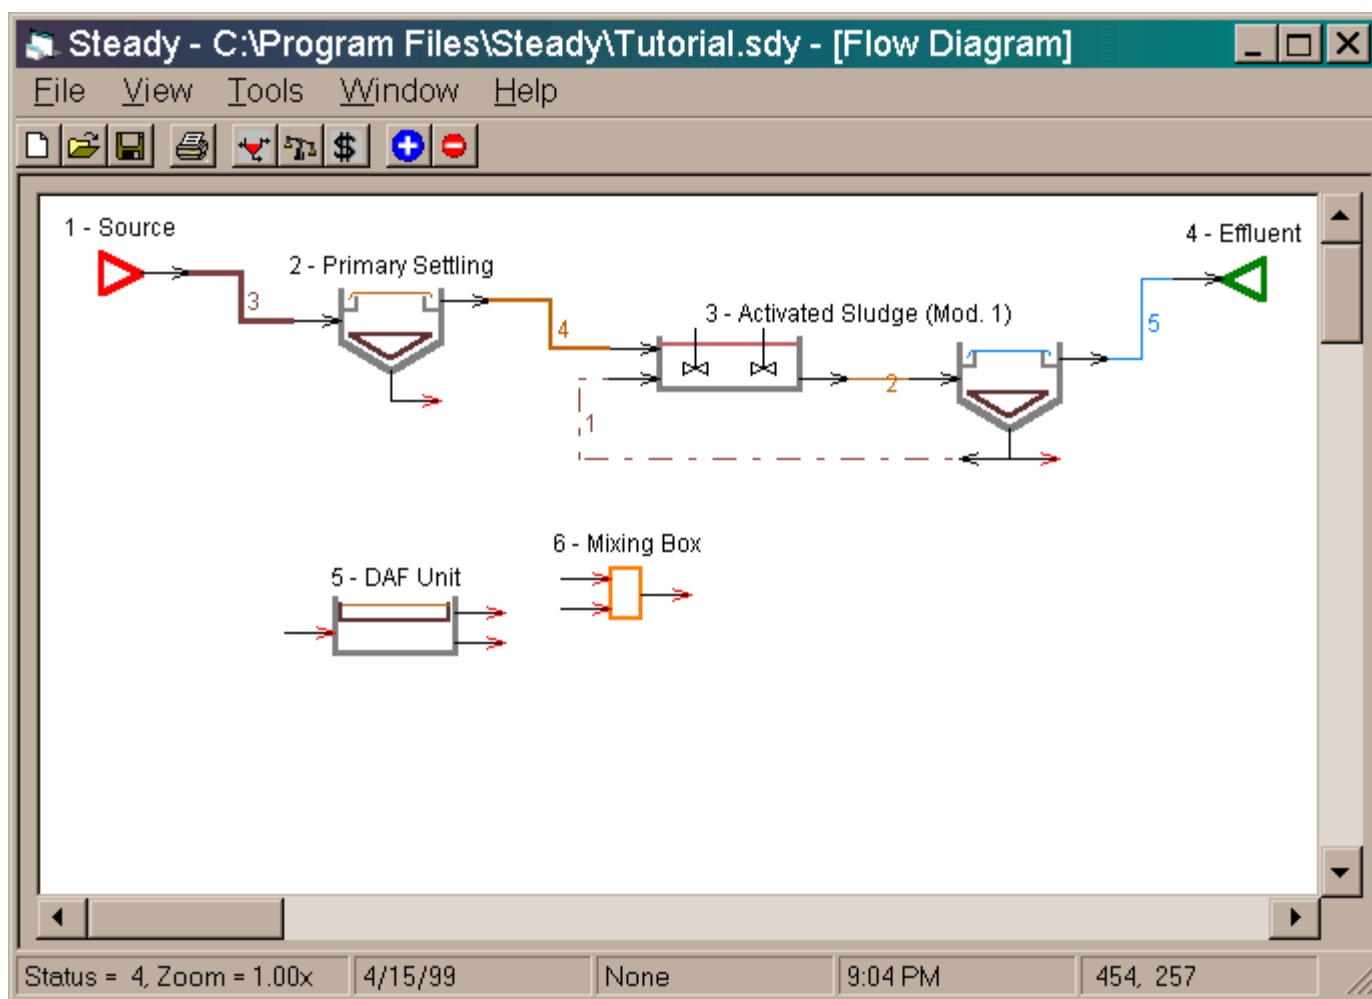 Steady - C:\Program Files\Steady\Tutorial.sdy - [Flow Diagram]
File View Tools Window Help
$
1 - Source
4 - Effluent
2 - Primary Settling
3
4
3 - Activated Sludge (Mod. 1)
5
2
1
6 - Mixing Box
5 - DAF Unit
Status = 4, Zoom = 1.00x 4/15/99 None 9:04 PM 454, 257